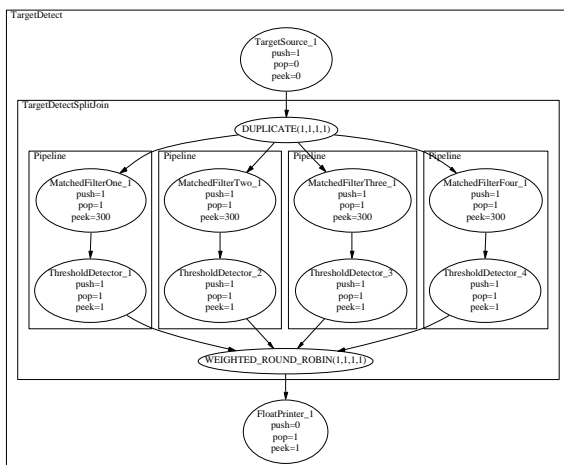 TargetDetect
TargetSource_1
push=1
pop=0
peek=0
TargetDetectSplitJoin
DUPLICATE(1,1,1,1)
Pipeline
MatchedFilterOne_1
push=1
pop=1
peek=300
ThresholdDetector_1
push=1
pop=1
peek=1
Pipeline
MatchedFilterTwo_1
push=1
pop=1
peek=300
ThresholdDetector_2
push=1
pop=1
peek=1
Pipeline
MatchedFilterThree_1
push=1
pop=1
peek=300
ThresholdDetector_3
push=1
pop=1
peek=1
Pipeline
MatchedFilterFour_1
push=1
pop=1
peek=300
ThresholdDetector_4
push=1
pop=1
peek=1
WEIGHTED_ROUND_ROBIN(1,1,1,1)
FloatPrinter_1
push=0
pop=1
peek=1